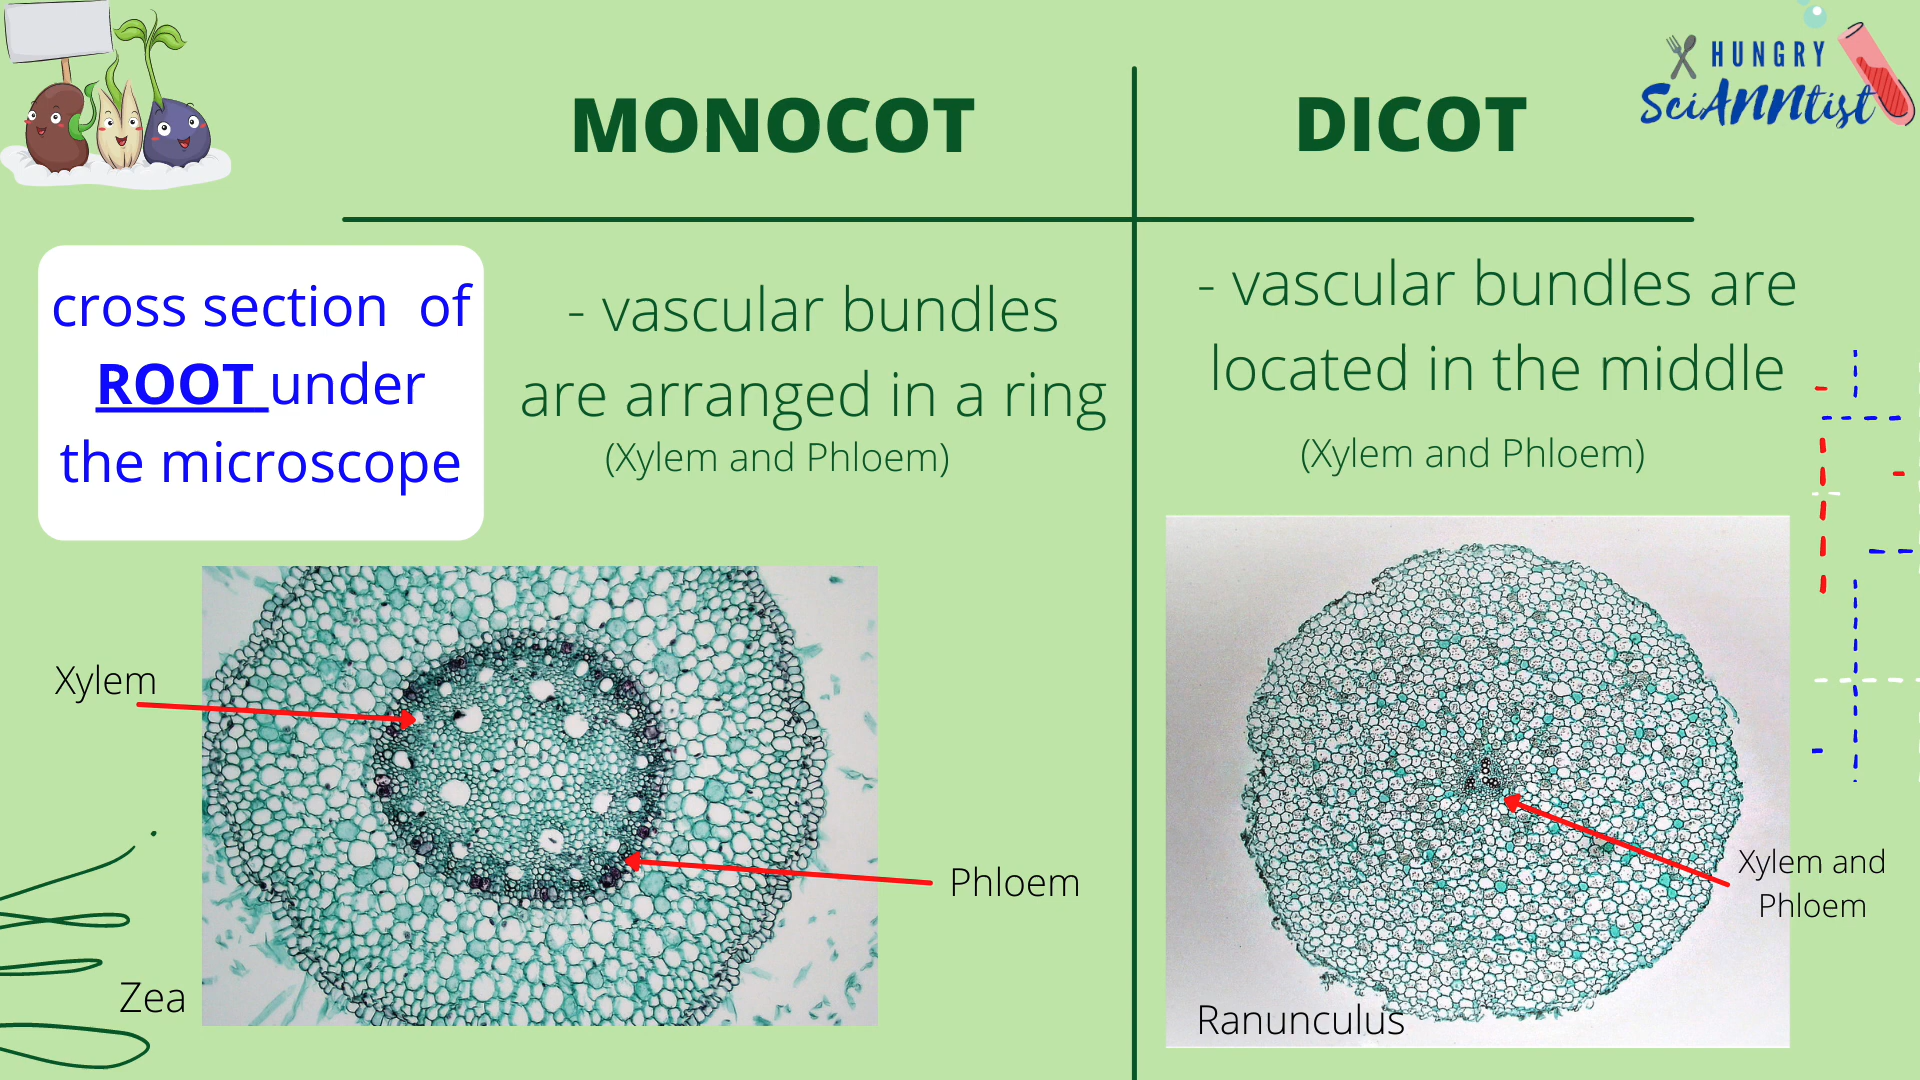 MONOCOT
DICOT
HUNGRY
SciANNtist
cross section of
ROOT under
the microscope
- vascular bundles
are arranged in a ring
(Xylem and Phloem)
- vascular bundles are
located in the middle
(Xylem and Phloem)
Xylem
Phloem
Zea
Xylem and
Phloem
Ranunculus